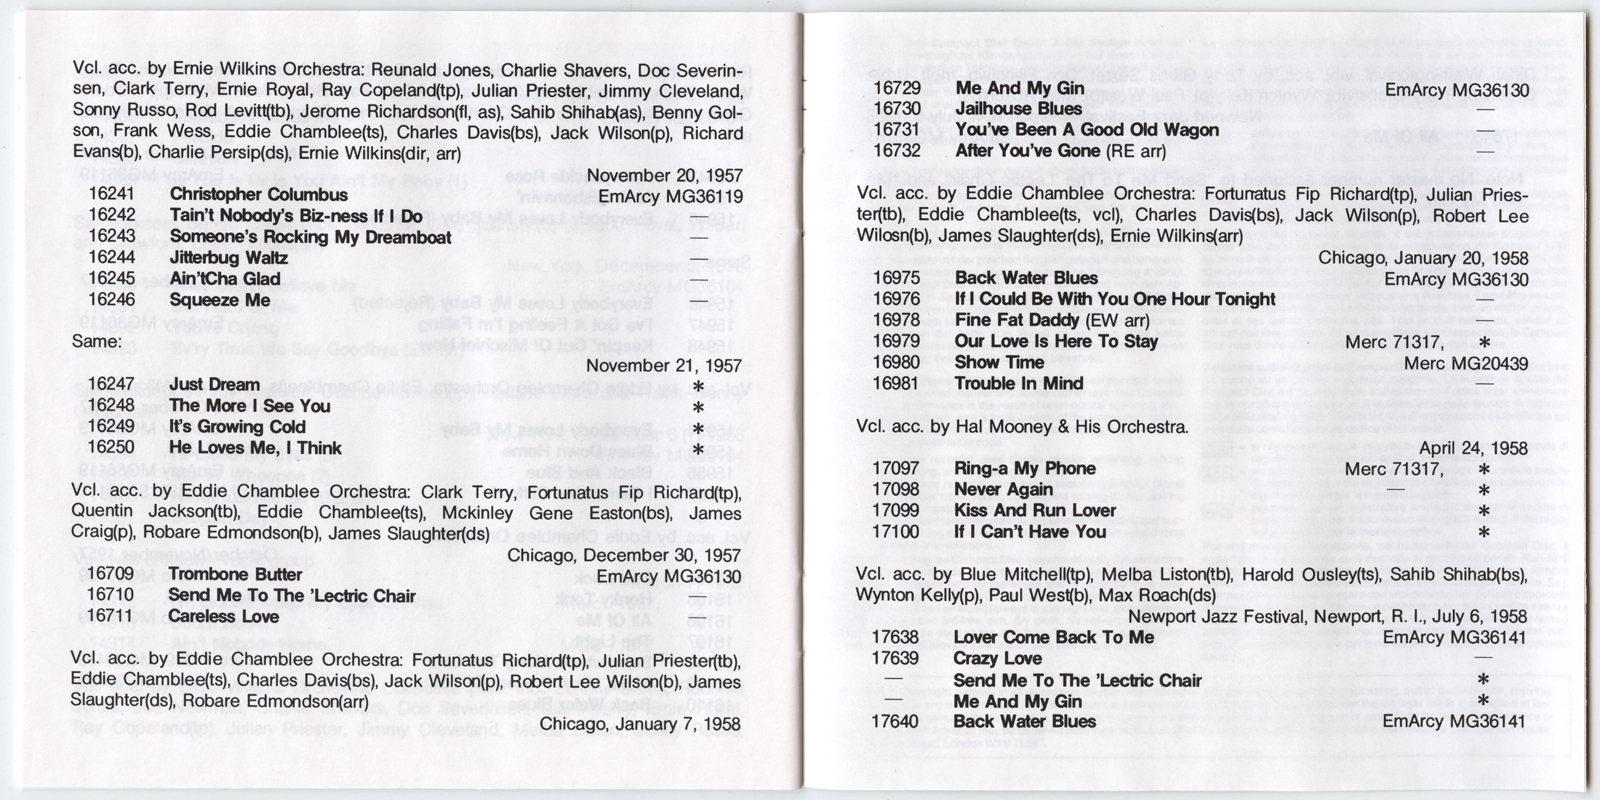 Vcl. acc. by Ernie Wilkins Orchestra: Reunald Jones, Charlie Shavers, Doc Severin-
sen, Clark Terry, Ernie Royal, Ray Copeland(tp), Julian Priester, Jimmy Cleveland,
Sonny Russo, Rod Levitt(tb), Jerome Richardson(fl, as), Sahib Shihab(as), Benny Gol-
son, Frank Wess, Eddie Chamblee(ts), Charles Davis(bs), Jack Wilson(p), Richard
Evans(b), Charlie Persip(ds), Ernie Wilkins(dir, arr)
November 20, 1957
16241 Christopher Columbus EmArcy MG36119
16242 Tain't Nobody's Biz-ness If I Do —
16243 Someone's Rocking My Dreamboat —
16244 Jitterbug Waltz —
16245 Ain'tCha Glad
16246 Squeeze Me
Same:
November 21, 1957
16247 Just Dream *
16248 The More I See You *
16249 It's Growing Cold *
16250 He Loves Me, I Think *
Vcl. acc. by Eddie Chamblee Orchestra: Clark Terry, Fortunatus Fip Richard(tp),
Quentin Jackson(tb), Eddie Chamblee(ts), Mckinley Gene Easton(bs), James
Craig(p), Robare Edmondson(b), James Slaughter(ds)
Chicago, December 30, 1957
16709 Trombone Butter EmArcy MG36130
16710 Send Me To The 'Lectric Chair —
16711 Careless Love —
Vcl. acc. by Eddie Chamblee Orchestra: Fortunatus Richard(tp), Julian Priester(tb),
Eddie Chamblee(ts), Charles Davis(bs), Jack Wilson(p), Robert Lee Wilson(b), James
Slaughter(ds), Robare Edmondson(arr)
Chicago, January 7, 1958
16729 Me And My Gin EmArcy MG36130
16730 Jailhouse Blues —
16731 You've Been A Good Old Wagon
16732 After You've Gone (RE arr) —
Vcl. acc. by Eddie Chamblee Orchestra: Fortunatus Fip Richard(tp), Julian Pries-
ter(tb), Eddie Chamblee(ts, vcl), Charles Davis(bs), Jack Wilson(p), Robert Lee
Wilosn(b), James Slaughter(ds), Ernie Wilkins(arr)
Chicago, January 20, 1958
16975 Back Water Blues EmArcy MG36130
16976 If I Could Be With You One Hour Tonight —
16978 Fine Fat Daddy (EW arr) —
16979 Our Love Is Here To Stay Merc 71317, *
16980 Show Time Merc MG20439
16981 Trouble In Mind —
Vcl. acc. by Hal Mooney & His Orchestra.
April 24, 1958
17097 Ring-a My Phone Merc 71317, *
17098 Never Again — *
17099 Kiss And Run Lover *
17100 If I Can't Have You *
Vcl. acc. by Blue Mitchell(tp), Melba Liston(tb), Harold Ousley(ts), Sahib Shihab(bs),
Wynton Kelly(p), Paul West(b), Max Roach(ds)
Newport Jazz Festival, Newport, R. I., July 6, 1958
17638 Lover Come Back To Me EmArcy MG36141
17639 Crazy Love —
— Send Me To The 'Lectric Chair *
— Me And My Gin *
17640 Back Water Blues EmArcy MG36141